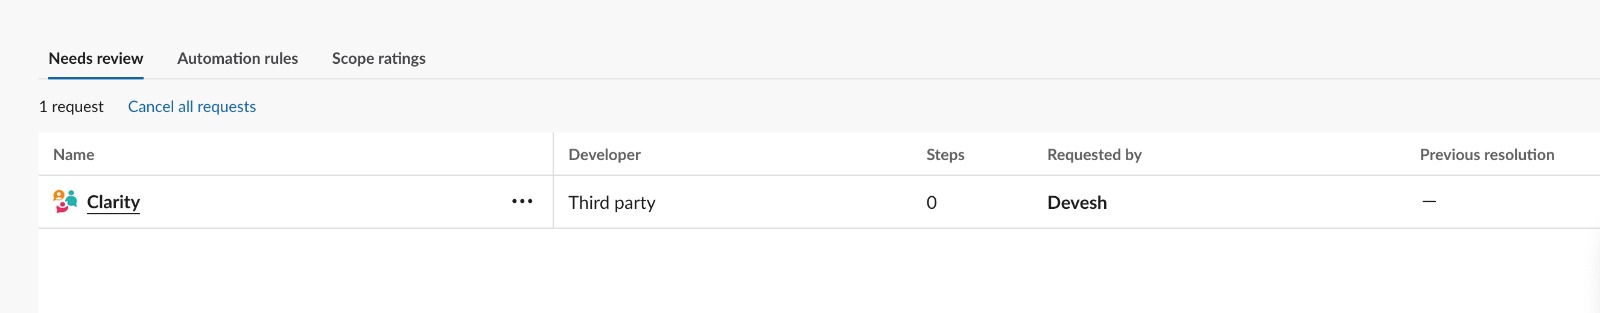 Needs review Automation rules Scope ratings
1 request Cancel all requests
Name Developer Steps Requested by Previous resolution
Clarity ••• Third party 0 Devesh —